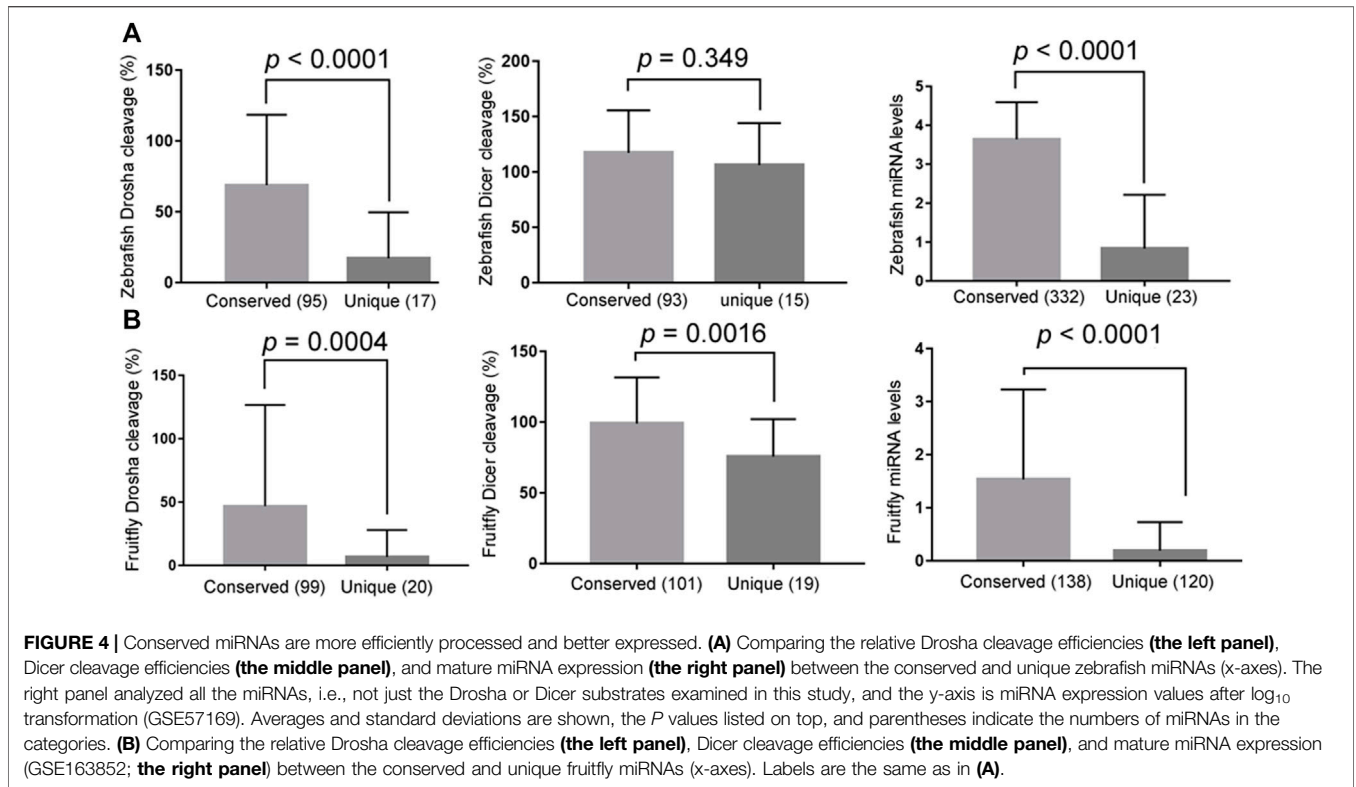 A
Zebrafish Drosha cleavage (%)
150
100
50
0
p < 0.0001
Conserved (95) Unique (17)
Zebrafish Dicer cleavage (%)
200
150
100
50
0
p = 0.349
Conserved (93) unique (15)
Zebrafish miRNA levels
5
4
3
2
1
0
p < 0.0001
Conserved (332) Unique (23)
B
Fruitfly Drosha cleavage (%)
150
100
50
0
p = 0.0004
Conserved (99) Unique (20)
Fruitfly Dicer cleavage (%)
150
100
50
0
p = 0.0016
Conserved (101) Unique (19)
Fruitfly miRNA levels
4
3
2
1
0
p < 0.0001
Conserved (138) Unique (120)
FIGURE 4 | Conserved miRNAs are more efficiently processed and better expressed. (A) Comparing the relative Drosha cleavage efficiencies (the left panel),
Dicer cleavage efficiencies (the middle panel), and mature miRNA expression (the right panel) between the conserved and unique zebrafish miRNAs (x-axes). The
right panel analyzed all the miRNAs, i.e., not just the Drosha or Dicer substrates examined in this study, and the y-axis is miRNA expression values after log10
transformation (GSE57169). Averages and standard deviations are shown, the P values listed on top, and parentheses indicate the numbers of miRNAs in the
categories. (B) Comparing the relative Drosha cleavage efficiencies (the left panel), Dicer cleavage efficiencies (the middle panel), and mature miRNA expression
(GSE163852; the right panel) between the conserved and unique fruitfly miRNAs (x-axes). Labels are the same as in (A).